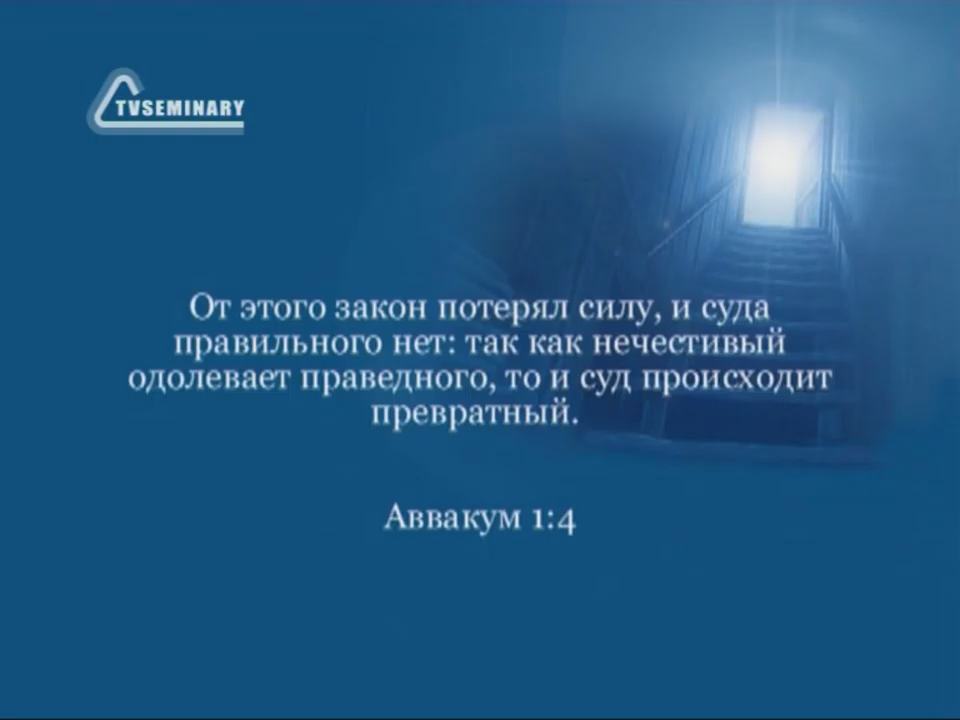 TVSEMINARY
От этого закон потерял силу, и суда
правильного нет: так как нечестивый
одолевает праведного, то и суд происходит
превратный.
Аввакум 1:4